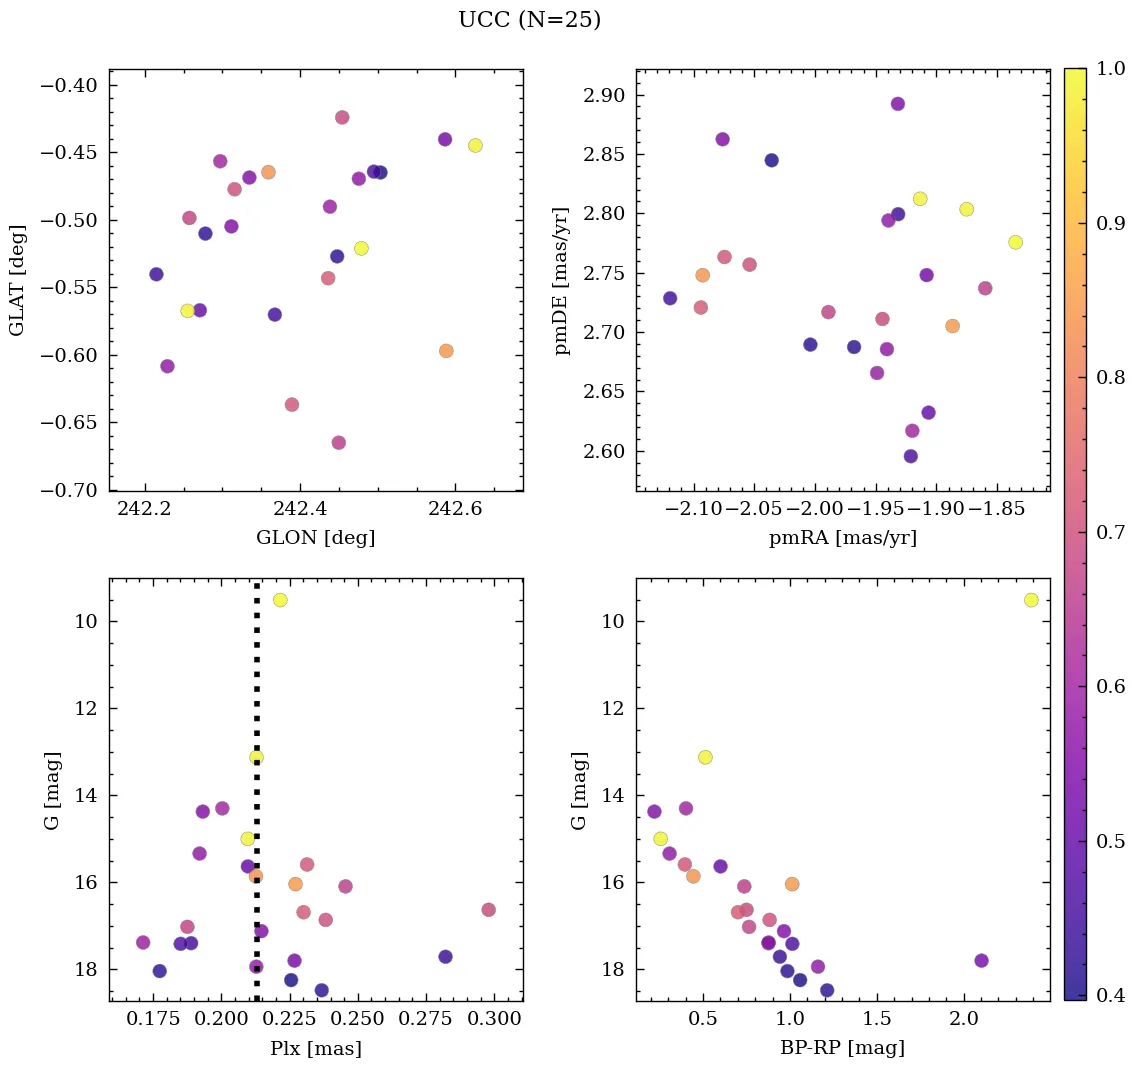 UCC (N=25)
−0.40
−0.45
−0.50
−0.55
−0.60
−0.65
−0.70
GLAT [deg]
242.2 242.4 242.6
GLON [deg]
2.90
2.85
2.80
2.75
2.70
2.65
2.60
pmDE [mas/yr]
−2.10 −2.05 −2.00 −1.95 −1.90 −1.85
pmRA [mas/yr]
1.0
0.9
0.8
0.7
0.6
0.5
0.4
10
12
14
16
18
G [mag]
0.175 0.200 0.225 0.250 0.275 0.300
Plx [mas]
10
12
14
16
18
G [mag]
0.5 1.0 1.5 2.0
BP-RP [mag]